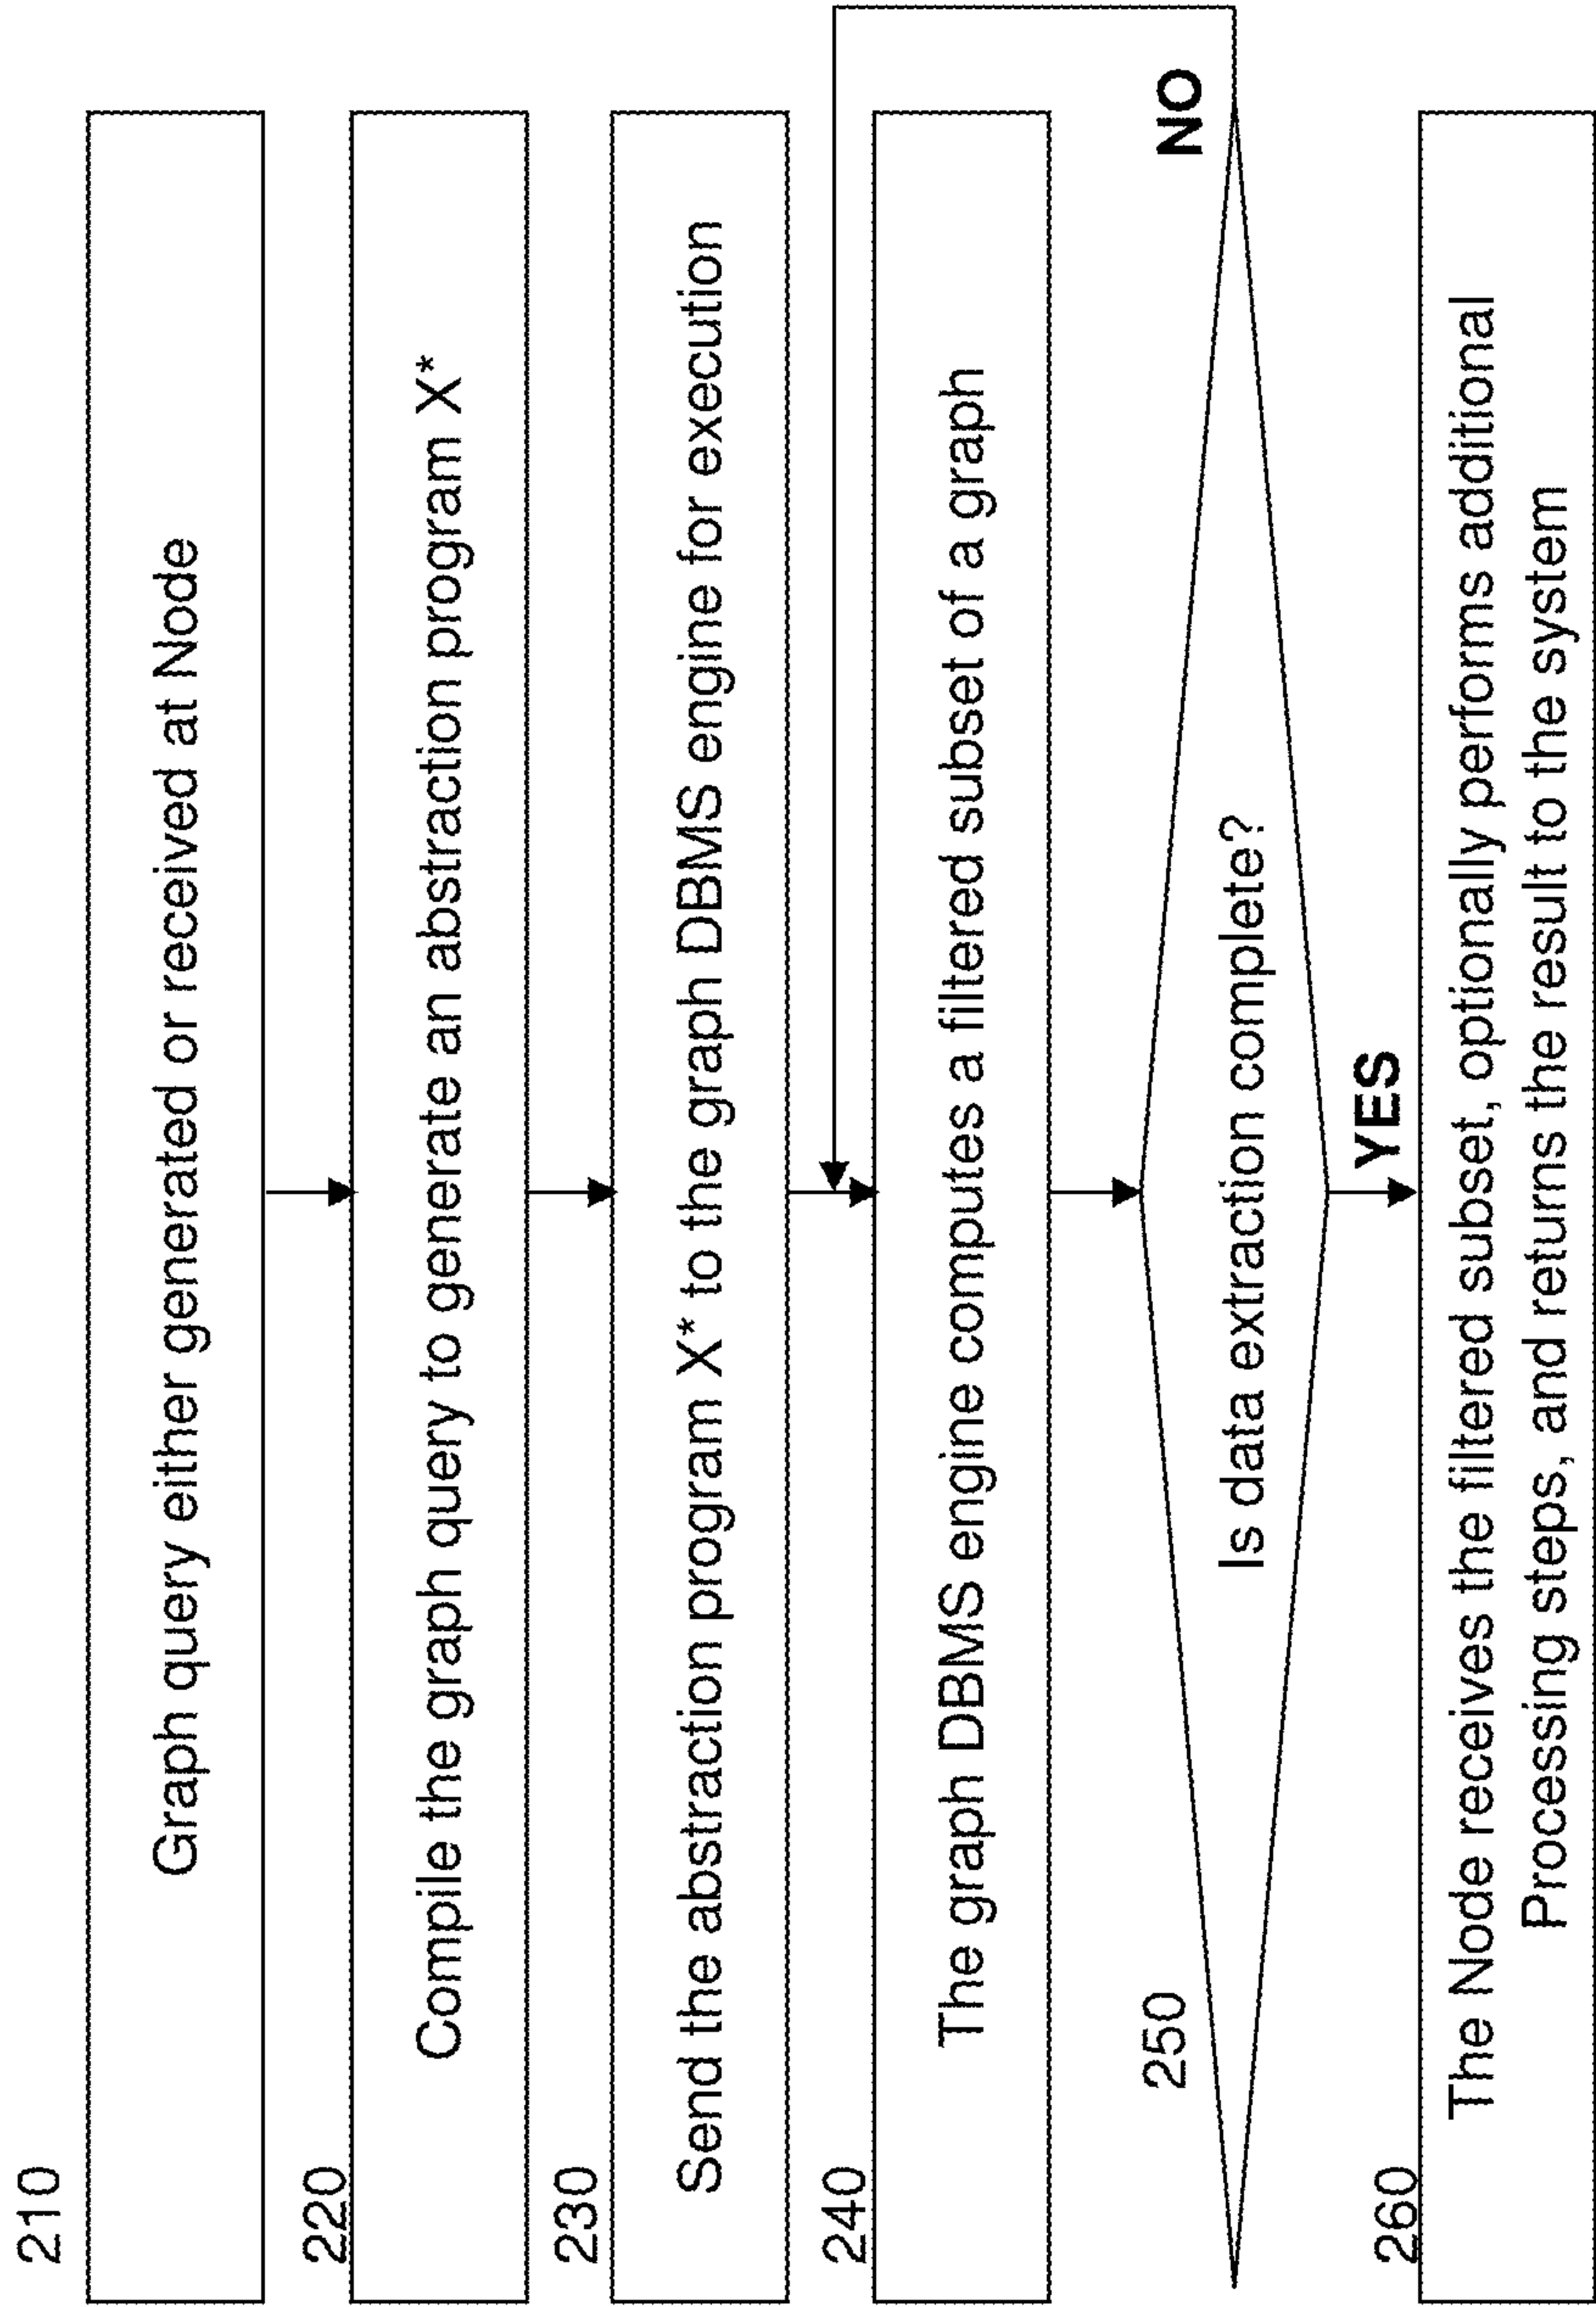 210
Graph query either generated or received at Node
220
Compile the graph query to generate an abstraction program X*
230
Send the abstraction program X* to the graph DBMS engine for execution
240
The graph DBMS engine computes a filtered subset of a graph
250
Is data extraction complete?
NO
YES
260
The Node receives the filtered subset, optionally performs additional
Processing steps, and returns the result to the system